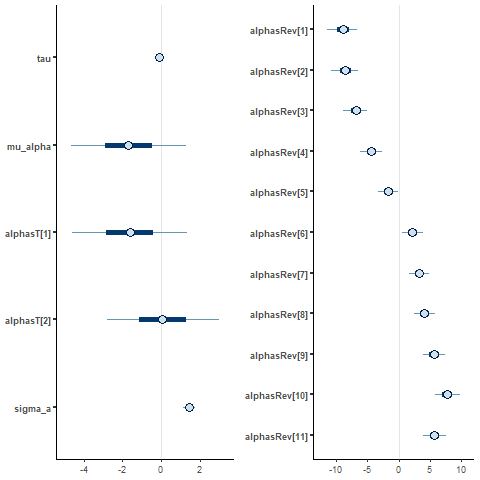 tau
mu_alpha
alphasT[1]
alphasT[2]
sigma_a
-4 -2 0 2
alphasRev[1]
alphasRev[2]
alphasRev[3]
alphasRev[4]
alphasRev[5]
alphasRev[6]
alphasRev[7]
alphasRev[8]
alphasRev[9]
alphasRev[10]
alphasRev[11]
-10 -5 0 5 10